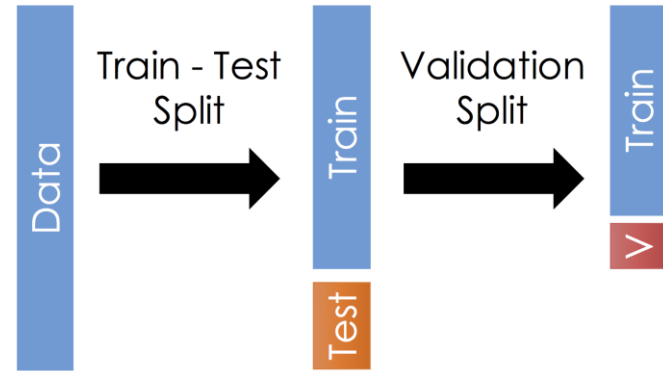 Data
Train - Test
Split
Train
Test
Validation
Split
Train
V